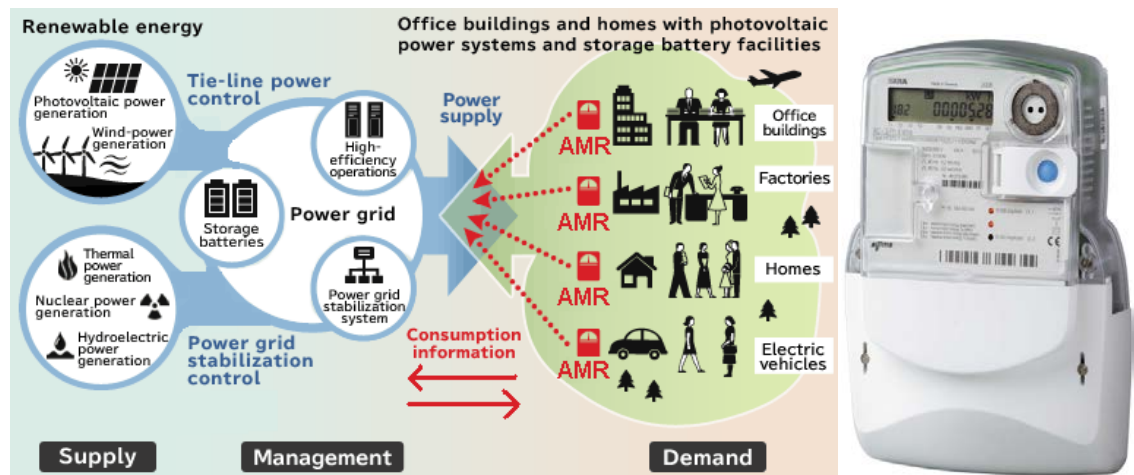 Renewable energy
Photovoltaic power
generation
Wind-power
generation
Tie-line power
control
Storage
batteries
Power grid
High-
efficiency
operations
Power grid
stabilization
system
Thermal
power
generation
Nuclear power
generation
Hydroelectric
power
generation
Power grid
stabilization
control
Power
supply
Consumption
information
Office buildings and homes with photovoltaic
power systems and storage battery facilities
AMR
Office
buildings
AMR
Factories
AMR
Homes
AMR
Electric
vehicles
Supply
Management
Demand